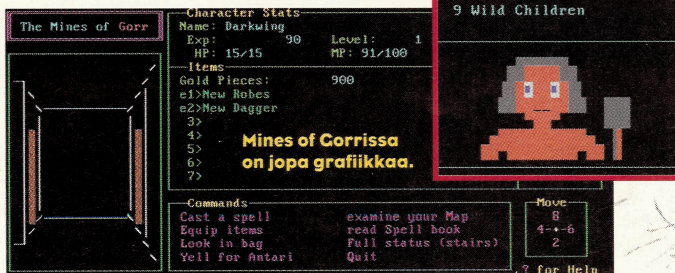 9 Wild Children
The Mines of Gorr
Character Stats
Name: Darkwing
Exp: 90 Level: 1
HP: 15/15 MP: 91/100
Items
Gold Pieces: 900
e1>New Robes
e2>New Dagger
3>
4>
5>
6>
7>
Mines of Gorrissa
on jopa grafiikkaa.
Commands
Cast a spell examine your Map
Equip items read Spell book
Look in bag Full status (stairs)
Yell for Antari Quit
Move
8
4-+-6
2
? for Help